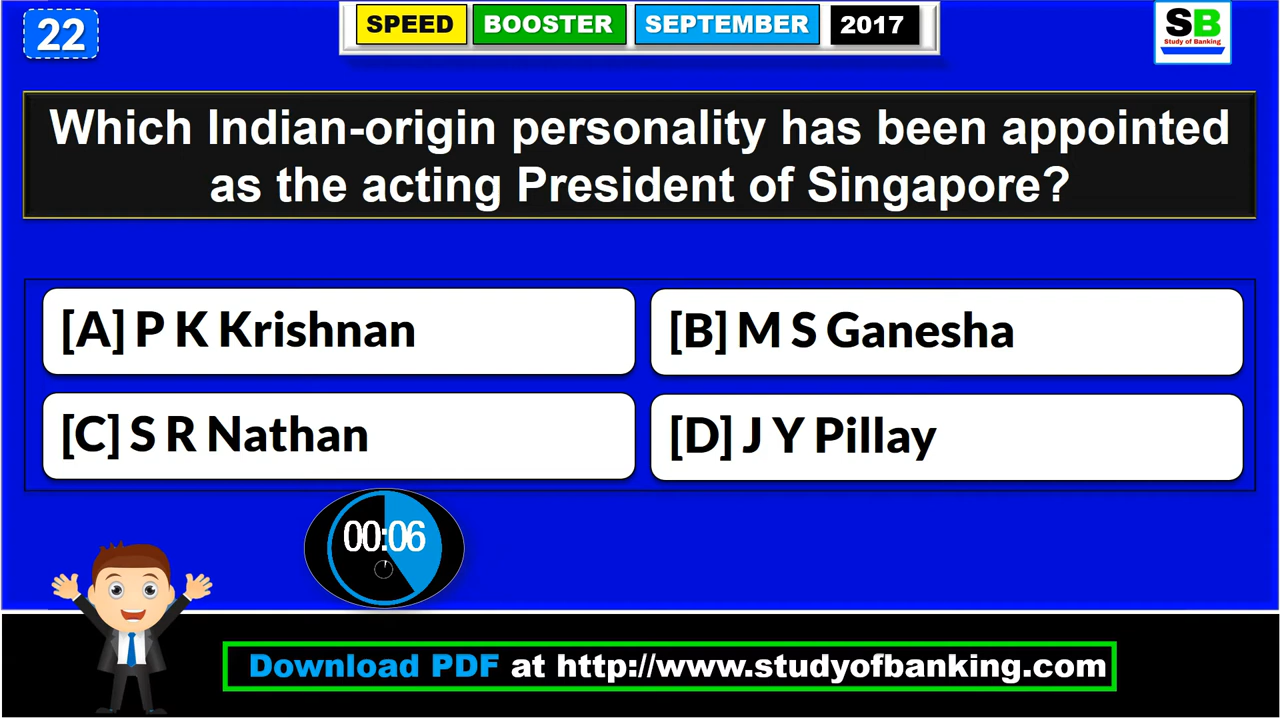 22
SPEED BOOSTER SEPTEMBER 2017
SB
Study of Banking
Which Indian-origin personality has been appointed
as the acting President of Singapore?
[A] P K Krishnan
[B] M S Ganesha
[C] S R Nathan
[D] J Y Pillay
00:06
Download PDF at http://www.studyofbanking.com